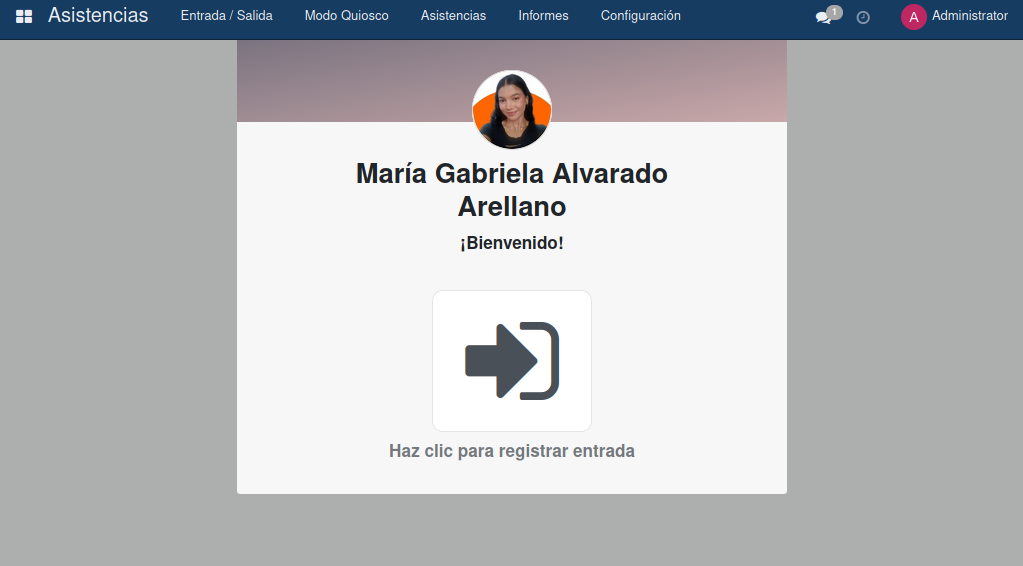 Asistencias Entrada / Salida Modo Quiosco Asistencias Informes Configuración 1 A Administrator
María Gabriela Alvarado
Arellano
¡Bienvenido!
Haz clic para registrar entrada